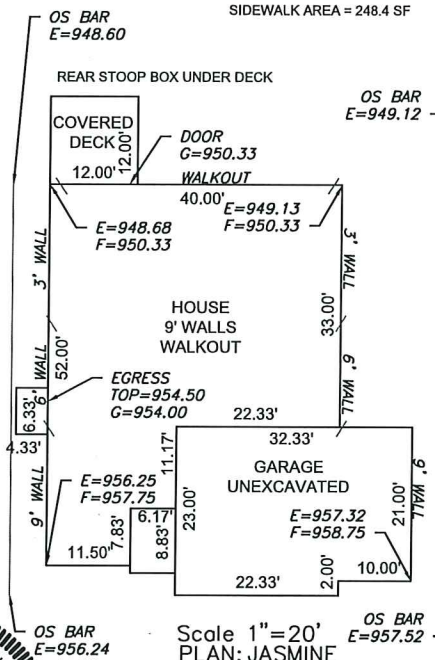 OS BAR
E=948.60
SIDEWALK AREA = 248.4 SF
REAR STOOP BOX UNDER DECK
OS BAR
E=949.12
COVERED
DECK
12.00'
12.00'
DOOR
G=950.33
WALKOUT
40.00'
E=948.68
F=950.33
E=949.13
F=950.33
3' WALL
3' WALL
HOUSE
9' WALLS
WALKOUT
33.00'
52.00'
6' WALL
6' WALL
EGRESS
TOP=954.50
G=954.00
6.33'
4.33'
22.33'
32.33'
11.17'
GARAGE
UNEXCAVATED
9' WALL
9' WALL
E=956.25
F=957.75
6.17'
23.00'
21.00'
E=957.32
F=958.75
11.50'
7.83'
8.83'
22.33'
2.00'
10.00'
OS BAR
E=956.24
Scale 1"=20'
PLAN: JASMINE
OS BAR
E=957.52